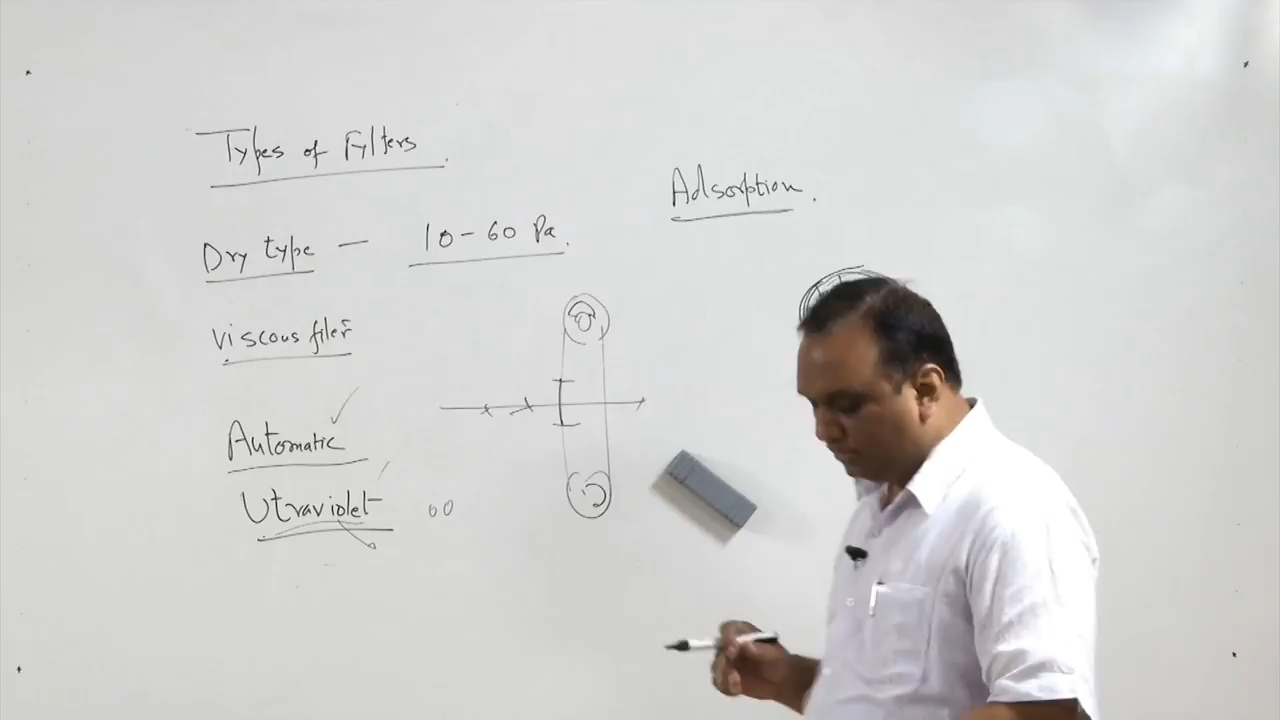 Types of Fylters.
Dry type — 10-60 Pa.
Viscous filer
Automatic
Utraviolet
Adsorption.